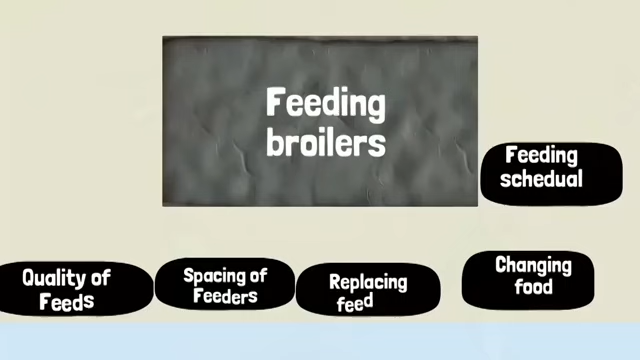 Feeding
broilers
Feeding
schedual
Quality of
Feeds
Spacing of
Feeders
Replacing
feed
Changing
food